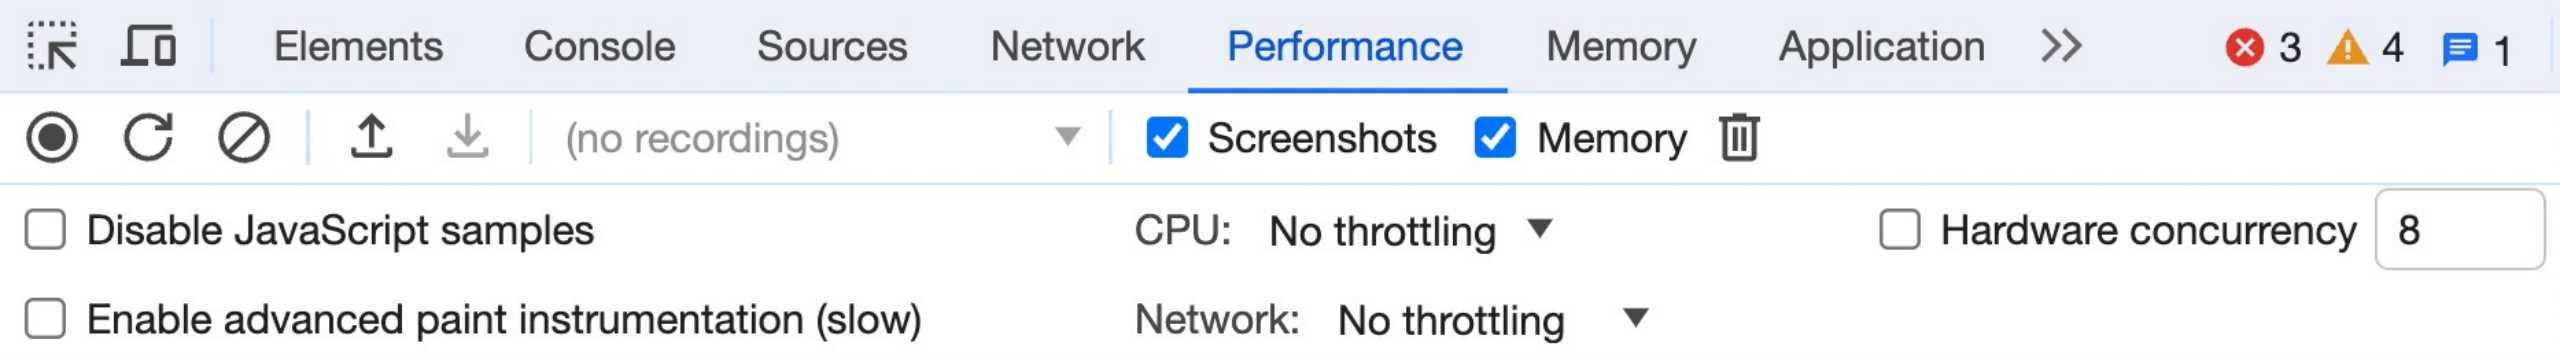 Elements Console Sources Network Performance Memory Application 3 4 1
(no recordings) Screenshots Memory
Disable JavaScript samples CPU: No throttling Hardware concurrency 8
Enable advanced paint instrumentation (slow) Network: No throttling